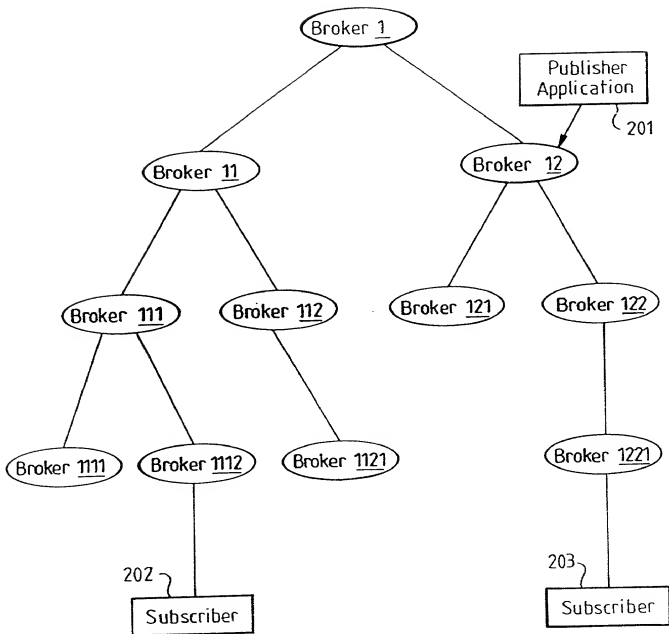 Broker 1
Publisher
Application
201
Broker 11
Broker 12
Broker 111
Broker 112
Broker 121
Broker 122
Broker 1111
Broker 1112
Broker 1121
Broker 1221
202
Subscriber
203
Subscriber